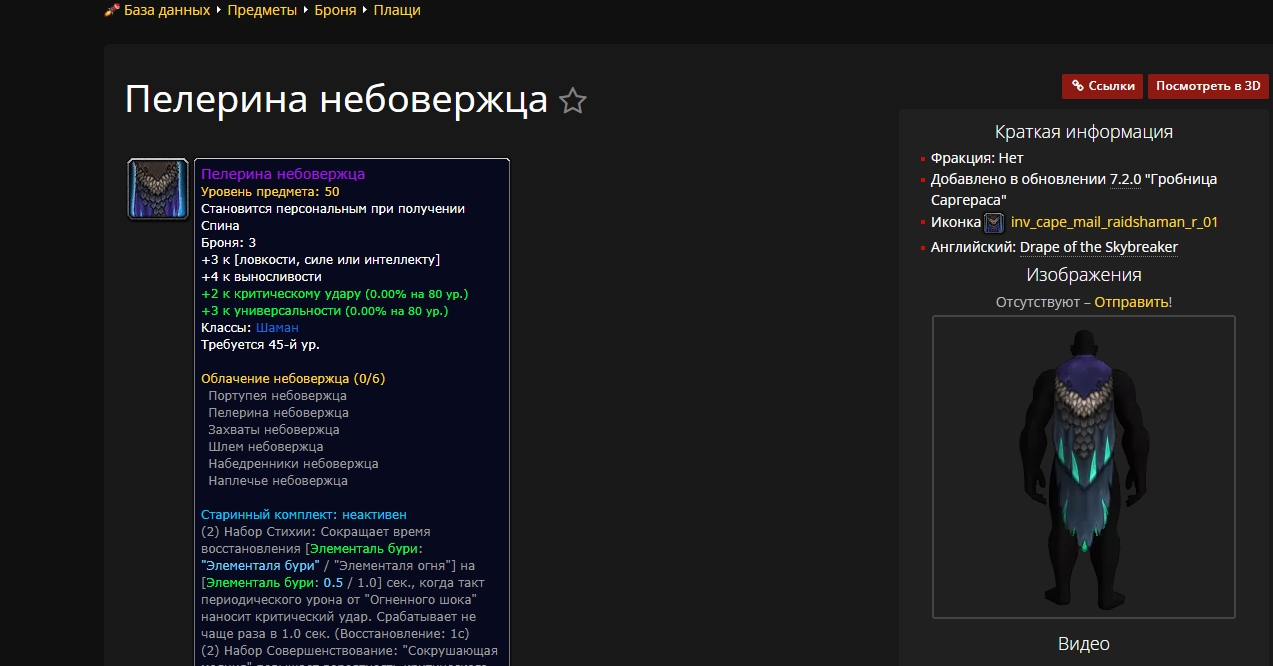 База данных Предметы Броня Плащи
Пелерина небовержца
Ссылки
Посмотреть в 3D
Пелерина небовержца
Уровень предмета: 50
Становится персональным при получении
Спина
Броня: 3
+3 к [ловкости, силе или интеллекту]
+4 к выносливости
+2 к критическому удару (0.00% на 80 ур.)
+3 к универсальности (0.00% на 80 ур.)
Классы: Шаман
Требуется 45-й ур.
Облачение небовержца (0/6)
Портупея небовержца
Пелерина небовержца
Захваты небовержца
Шлем небовержца
Набедренники небовержца
Наплечье небовержца
Старинный комплект: неактивен
(2) Набор Стихии: Сокращает время
восстановления [Элементаль бури:
"Элементаля бури" / "Элементаля огня"] на
[Элементаль бури: 0.5 / 1.0] сек., когда такт
периодического урона от "Огненного шока"
наносит критический удар. Срабатывает не
чаще раза в 1.0 сек. (Восстановление: 1с)
(2) Набор Совершенствование: "Сокрушающая
Краткая информация
Фракция: Нет
Добавлено в обновлении 7.2.0 "Гробница
Саргераса"
Иконка inv_cape_mail_raidshaman_r_01
Английский: Drape of the Skybreaker
Изображения
Отсутствуют – Отправить!
Видео